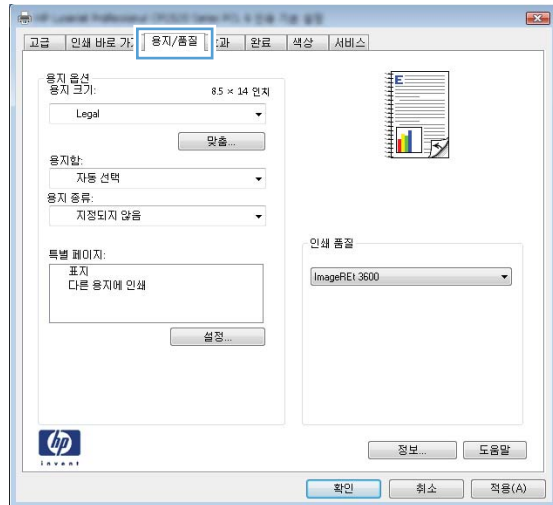 고급
인쇄 바로 가
용지/품질
과
완료
색상
서비스
용지 옵션
용지 크기:
8.5 × 14 인치
Legal
맞춤...
용지함:
자동 선택
용지 종류:
지정되지 않음
특별 페이지:
표지
다른 용지에 인쇄
설정...
E
인쇄 품질
ImageREt 3600
hp
invent
정보...
도움말
확인
취소
적용(A)